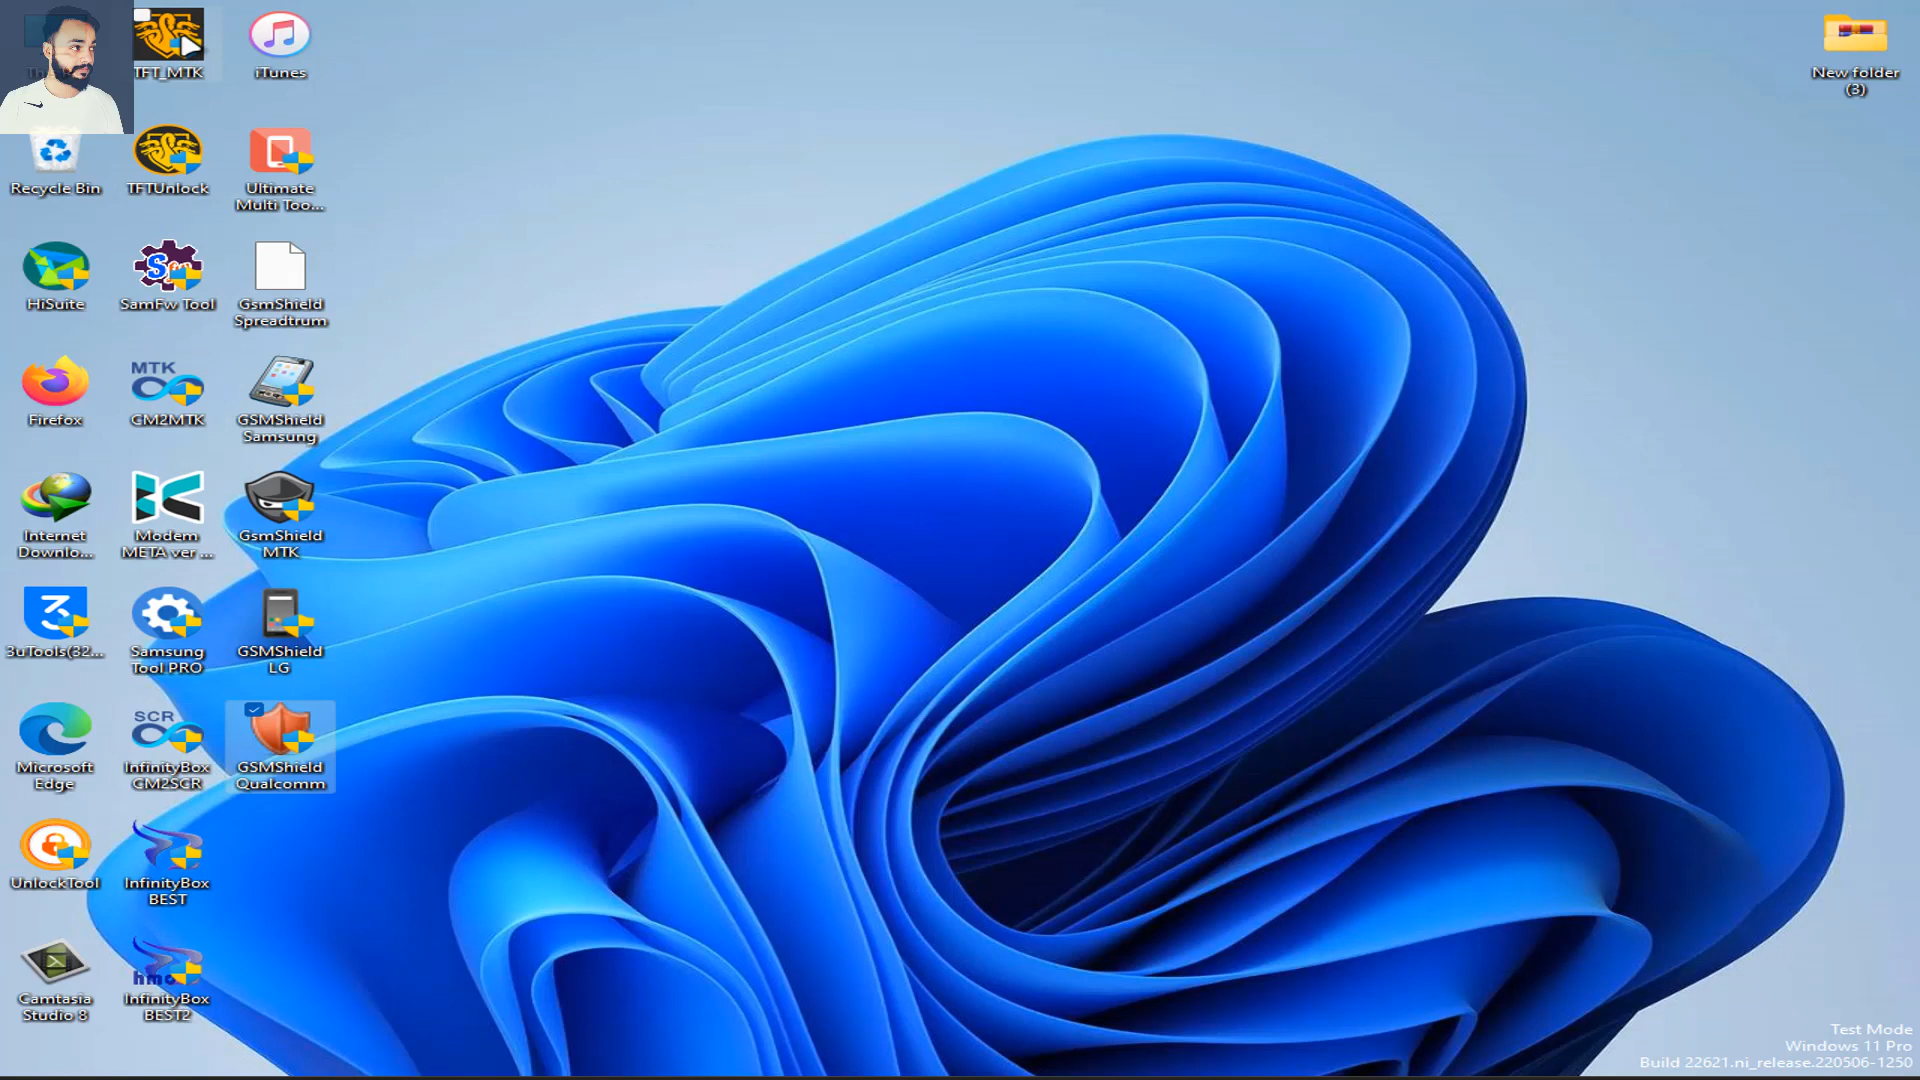 TFT_MTK
iTunes
New folder
(3)
Recycle Bin
TFTUnlock
Ultimate
Multi Too...
HiSuite
SamFw Tool
GsmShield
Spreadtrum
Firefox
MTK
CM2MTK
GSMShield
Samsung
Internet
Downlo...
Modem
META ver ...
GsmShield
MTK
3uTools(32...
Samsung
Tool PRO
GSMShield
LG
Microsoft
Edge
SCR
InfinityBox
CM2SCR
GSMShield
Qualcomm
UnlockTool
InfinityBox
BEST
Camtasia
Studio 8
InfinityBox
BEST2
Test Mode
Windows 11 Pro
Build 22621.ni_release.220506-1250